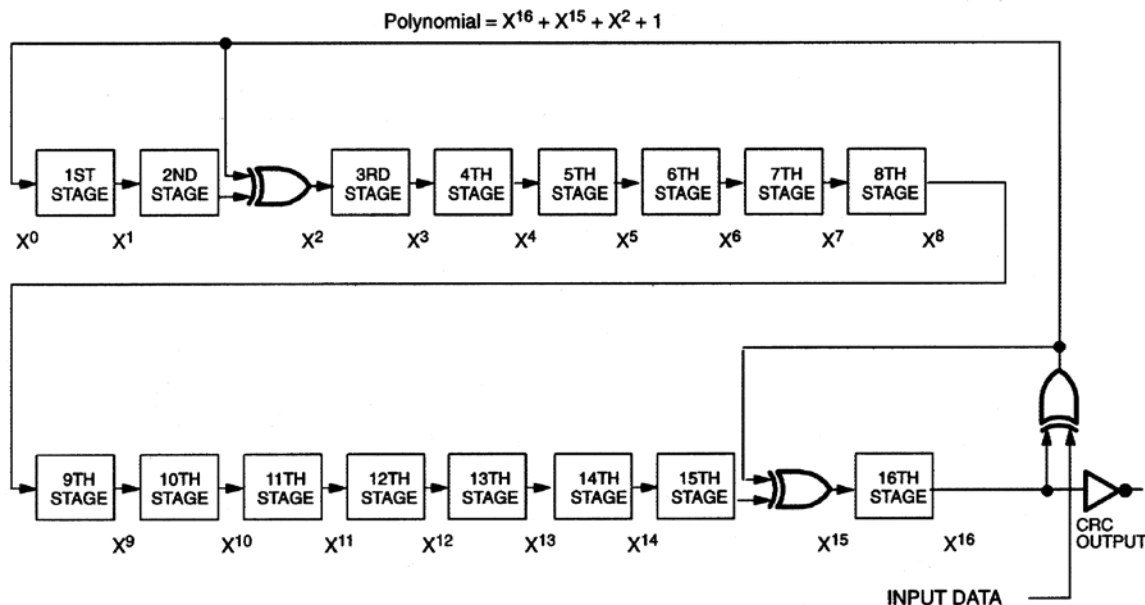 Polynomial = X¹⁶ + X¹⁵ + X² + 1
1ST STAGE
2ND STAGE
3RD STAGE
4TH STAGE
5TH STAGE
6TH STAGE
7TH STAGE
8TH STAGE
X⁰ X¹ X² X³ X⁴ X⁵ X⁶ X⁷ X⁸
9TH STAGE
10TH STAGE
11TH STAGE
12TH STAGE
13TH STAGE
14TH STAGE
15TH STAGE
16TH STAGE
X⁹ X¹⁰ X¹¹ X¹² X¹³ X¹⁴ X¹⁵ X¹⁶
CRC
OUTPUT
INPUT DATA